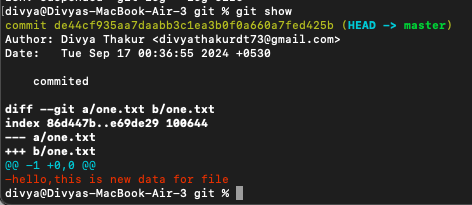 divya@Divyas-MacBook-Air-3 git % git show
commit de44cf935aa7daabb3c1ea3b0f0a660a7fed425b (HEAD -> master)
Author: Divya Thakur <divyathakurdt73@gmail.com>
Date:   Tue Sep 17 00:36:55 2024 +0530
commited
diff --git a/one.txt b/one.txt
index 86d447b..e69de29 100644
--- a/one.txt
+++ b/one.txt
@@ -1 +0,0 @@
-hello,this is new data for file
divya@Divyas-MacBook-Air-3 git %